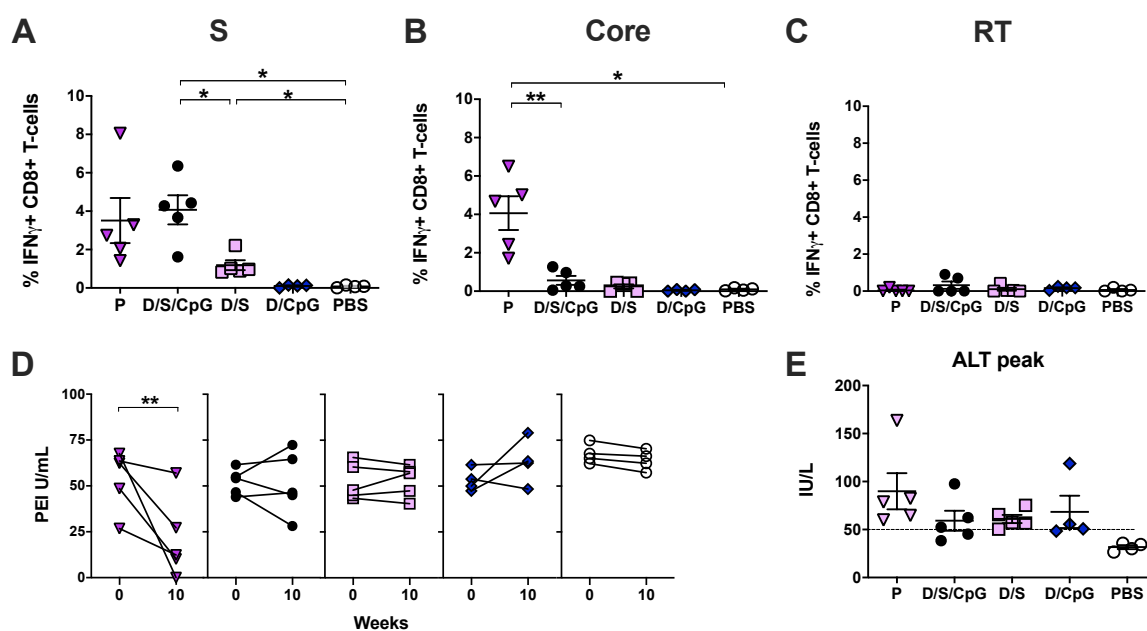 A
S
B
Core
C
RT
*
* *
% IFNγ+ CD8+ T-cells
10
8
6
4
2
0
P D/S/CpG D/S D/CpG PBS
*
**
% IFNγ+ CD8+ T-cells
10
8
6
4
2
0
P D/S/CpG D/S D/CpG PBS
% IFNγ+ CD8+ T-cells
10
8
6
4
2
0
P D/S/CpG D/S D/CpG PBS
D
**
PEI U/mL
100
75
50
25
0
0 10 0 10 0 10 0 10 0 10
Weeks
E
ALT peak
IU/L
200
150
100
50
0
P D/S/CpG D/S D/CpG PBS